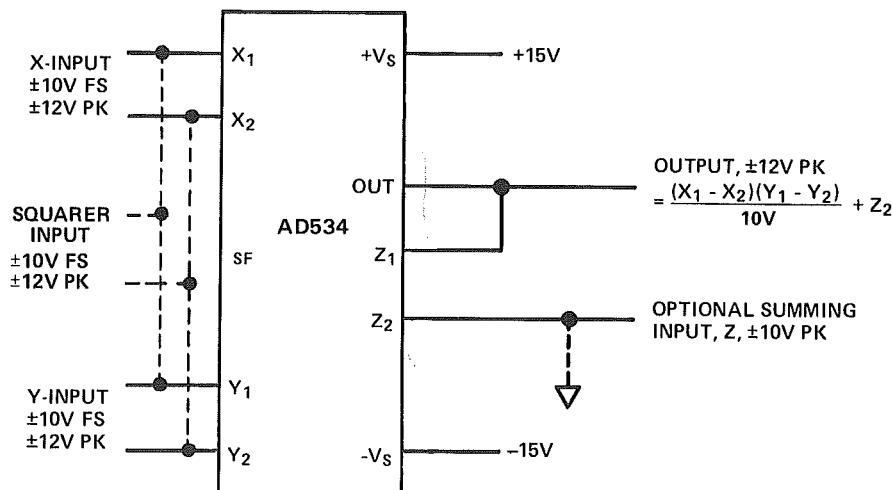 X-INPUT
±10V FS
±12V PK
X1
X2
SQUARER
INPUT
±10V FS
±12V PK
SF
AD534
Y-INPUT
±10V FS
±12V PK
Y1
Y2
+VS
+15V
OUT
Z1
OUTPUT, ±12V PK
= (X1 - X2)(Y1 - Y2)
10V
+ Z2
Z2
OPTIONAL SUMMING
INPUT, Z, ±10V PK
-VS
–15V